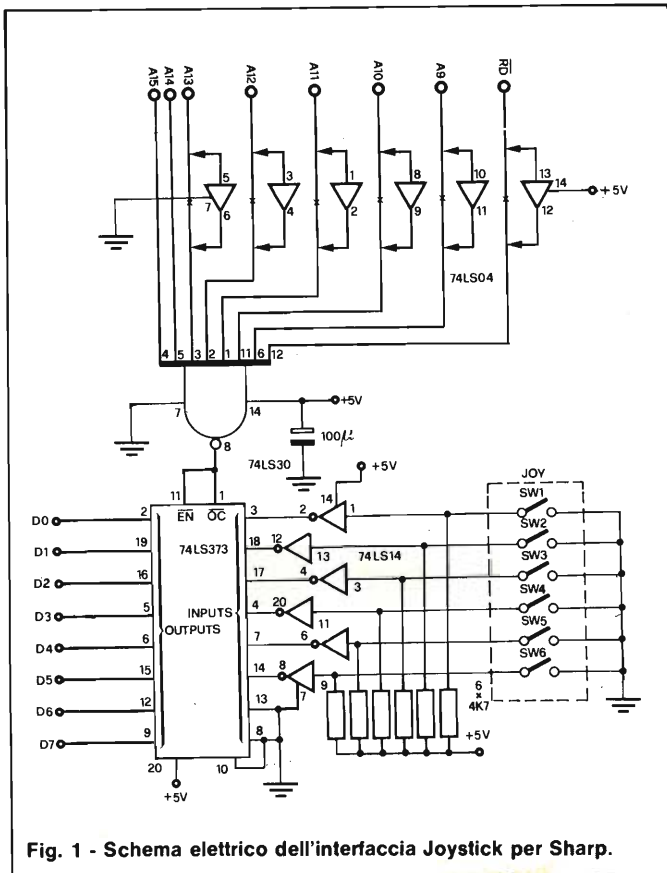 A15 A14 A13 A12 A11 A10 A9 RD
5 3 1 8 10 13
7 14 +5V
6 4 2 9 11 12
74LS04
4 5 3 2 1 11 6 12
7 14 +5V
8
100µ
74LS30
+5V
JOY
11 1 14
SW1
D0 2 EN OC 3 2 1
SW2
D1 19 74LS373 18 12 13 74LS14
SW3
D2 16 17 4 3
SW4
D3 5 INPUTS 4 20 11
OUTPUTS
SW5
D4 6 7 6
SW6
D5 15 14 8 9
7
6 × 4K7
D6 12 13
+5V
D7 9 8
20 10
+5V
Fig. 1 - Schema elettrico dell'interfaccia Joystick per Sharp.